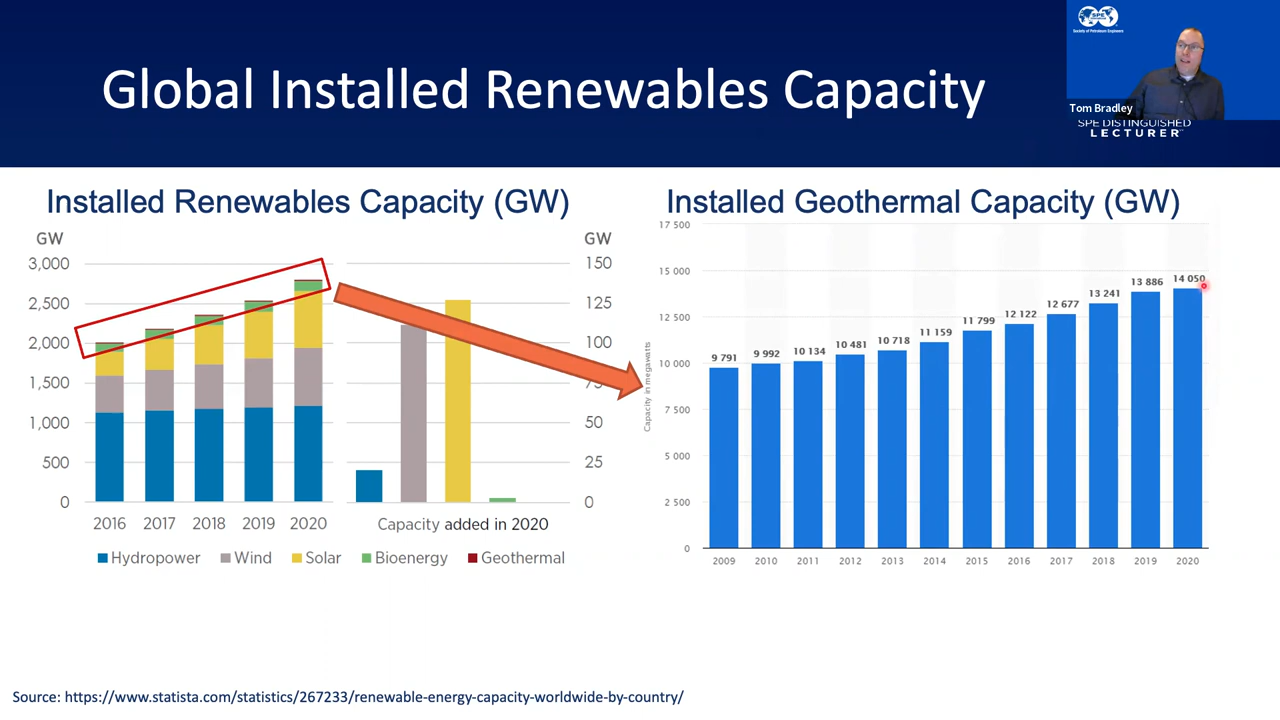 Global Installed Renewables Capacity
SPE
Society of Petroleum Engineers
Tom Bradley
SPE DISTINGUISHED
LECTURER
Installed Renewables Capacity (GW)
GW
GW
3,000
2,500
2,000
1,500
1,000
500
0
150
125
100
75
50
25
0
2016 2017 2018 2019 2020
Capacity added in 2020
Hydropower Wind Solar Bioenergy Geothermal
Installed Geothermal Capacity (GW)
Capacity in megawatts
17 500
15 000
12 500
10 000
7 500
5 000
2 500
0
9 791 9 992 10 134 10 481 10 718 11 159 11 799 12 122 12 677 13 241 13 886 14 050
2009 2010 2011 2012 2013 2014 2015 2016 2017 2018 2019 2020
Source: https://www.statista.com/statistics/267233/renewable-energy-capacity-worldwide-by-country/